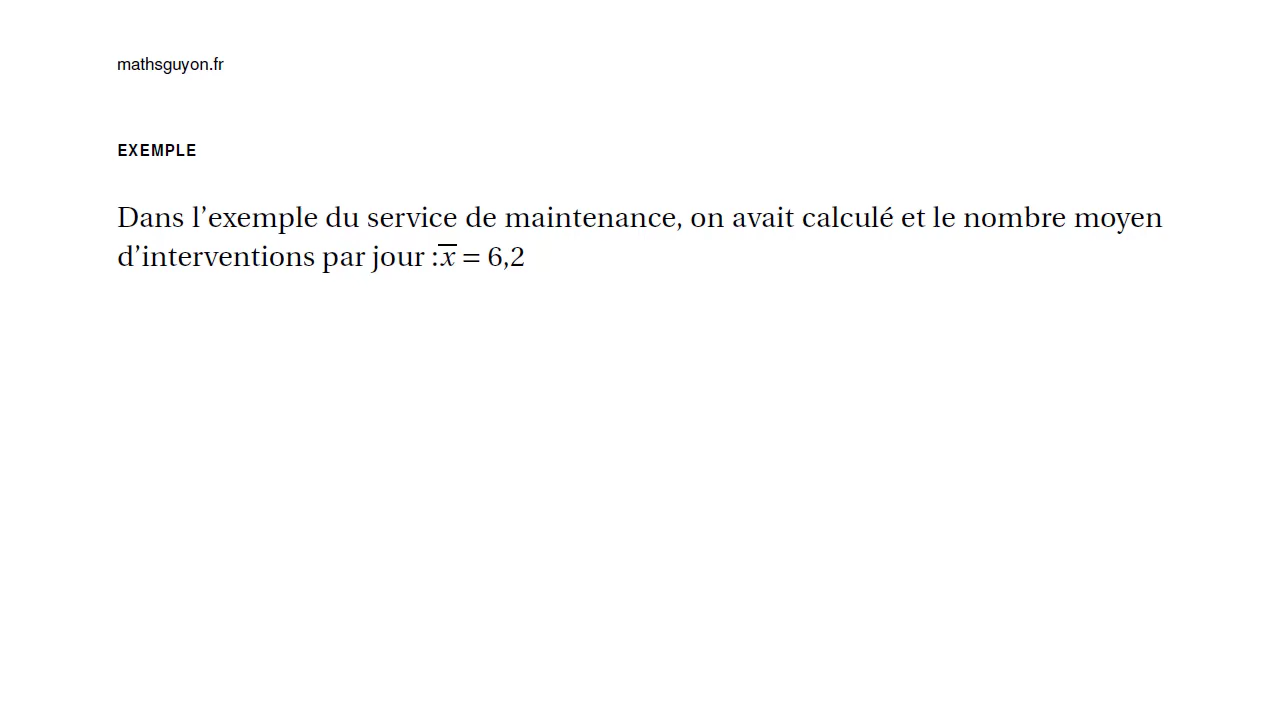 mathsguyon.fr
EXEMPLE
Dans l’exemple du service de maintenance, on avait calculé et le nombre moyen
d’interventions par jour :x̅ = 6,2